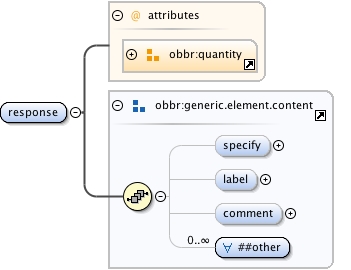 @ attributes
obbr:quantity
response
obbr:generic.element.content
specify
label
comment
0..∞
∀ ##other